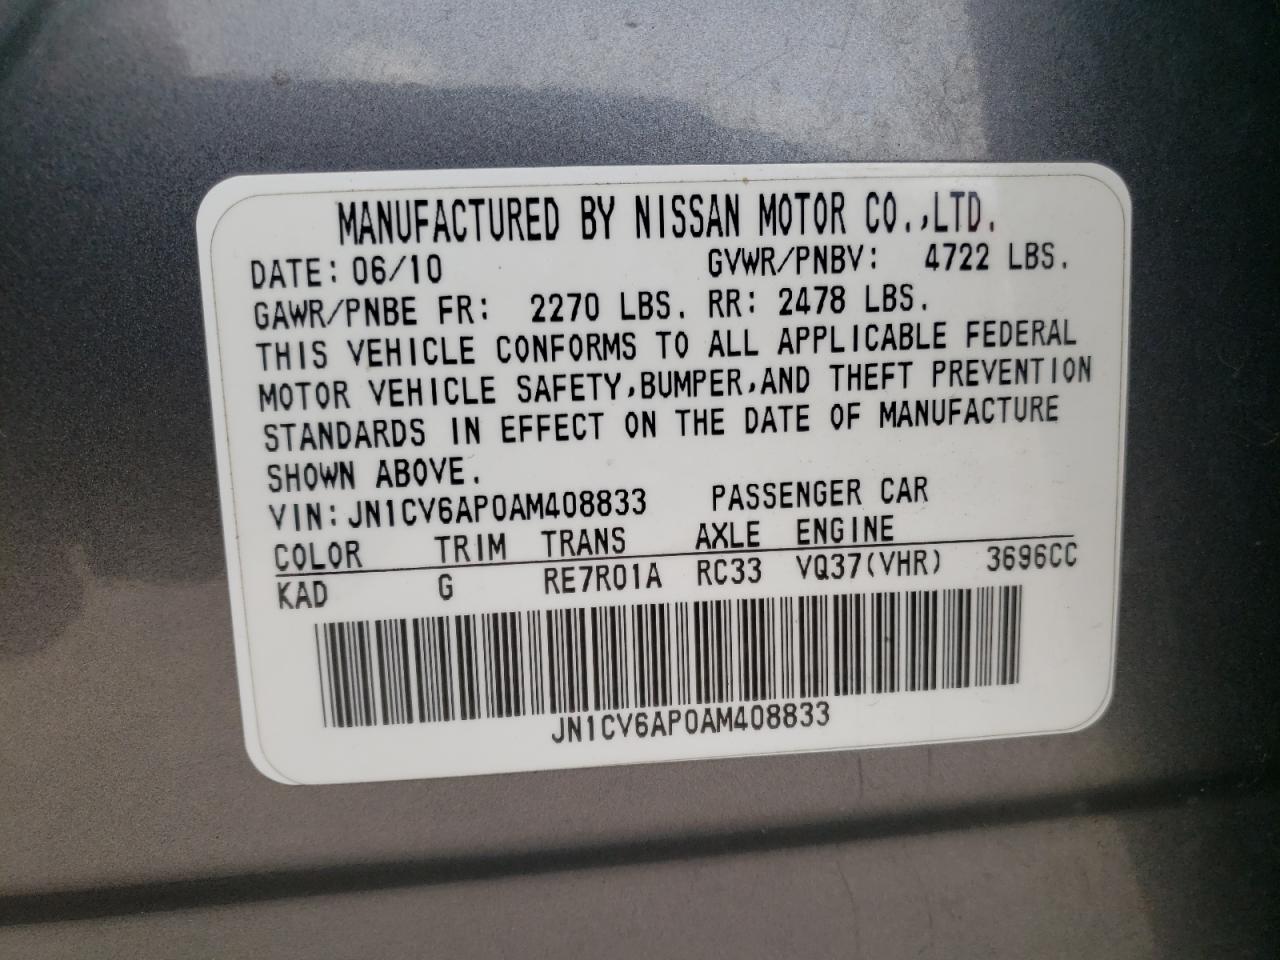 MANUFACTURED BY NISSAN MOTOR CO.,LTD.
DATE: 06/10 GVWR/PNBV: 4722 LBS.
GAWR/PNBE FR: 2270 LBS. RR: 2478 LBS.
THIS VEHICLE CONFORMS TO ALL APPLICABLE FEDERAL
MOTOR VEHICLE SAFETY,BUMPER,AND THEFT PREVENTION
STANDARDS IN EFFECT ON THE DATE OF MANUFACTURE
SHOWN ABOVE.
VIN:JN1CV6AP0AM408833 PASSENGER CAR
COLOR TRIM TRANS AXLE ENGINE
KAD G RE7R01A RC33 VQ37(VHR) 3696CC
JN1CV6AP0AM408833